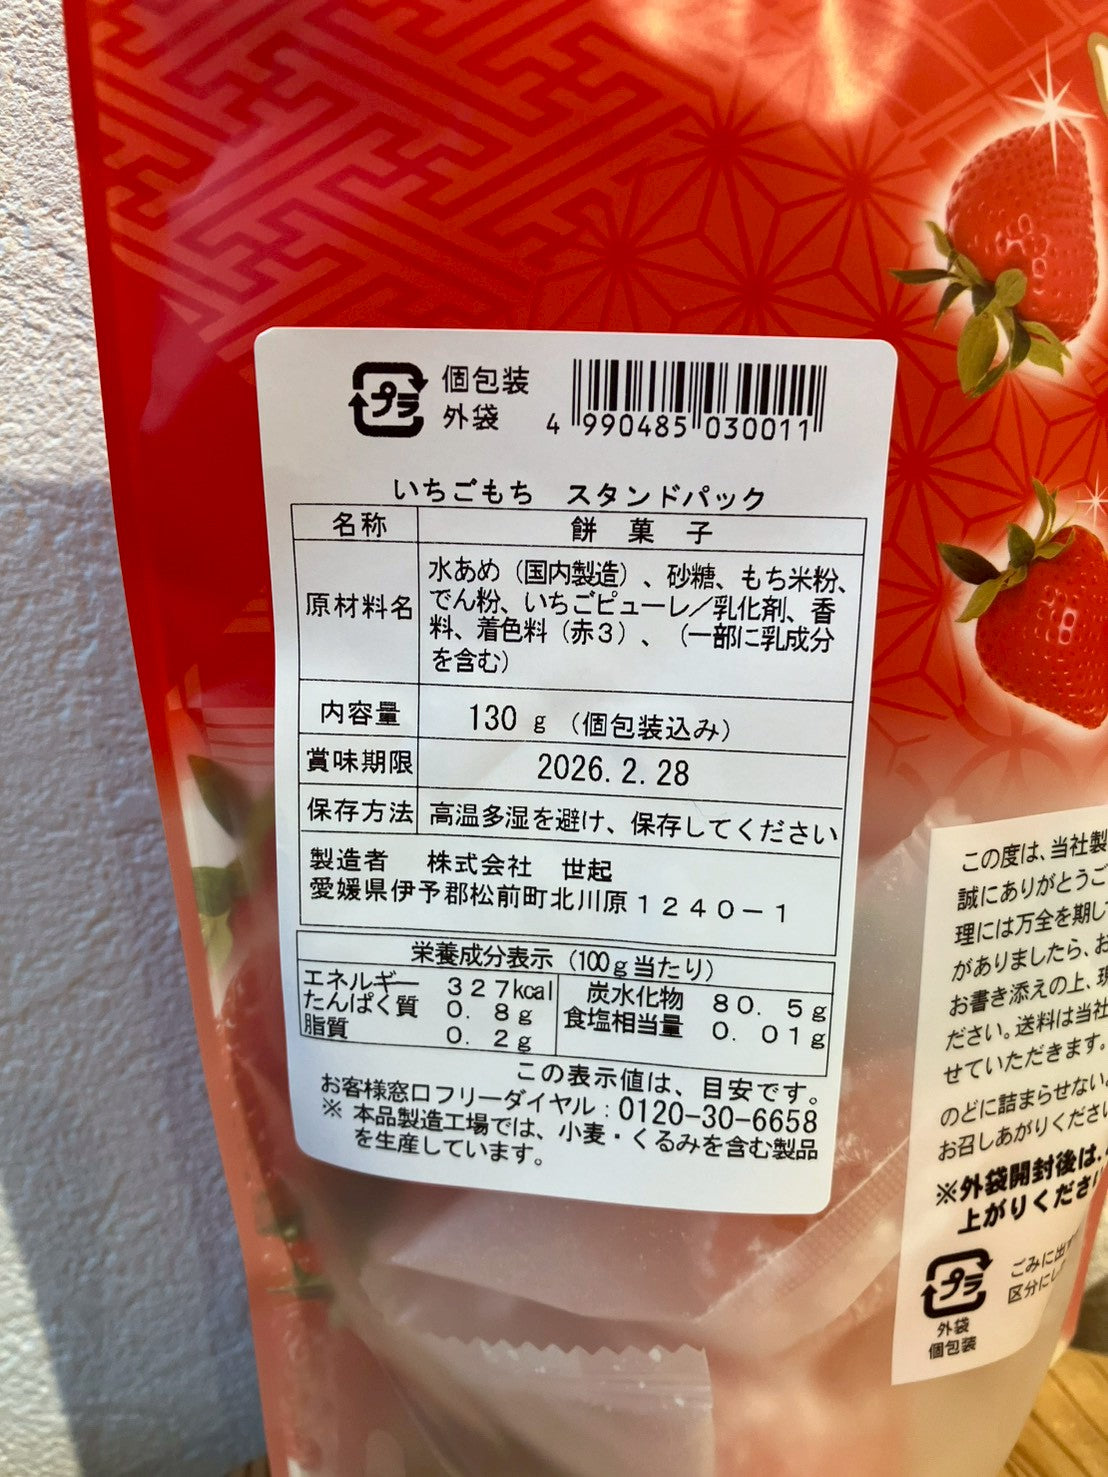 プラ
個包装
外袋
4 990485 030011
いちごもち　スタンドパック
名称　餅　菓　子
原材料名　水あめ（国内製造）、砂糖、もち米粉、
でん粉、いちごピューレ／乳化剤、香
料、着色料（赤３）、（一部に乳成分
を含む）
内容量　130 g（個包装込み）
賞味期限　2026.2.28
保存方法　高温多湿を避け、保存してください
製造者　株式会社　世起
愛媛県伊予郡松前町北川原１２４０－１
栄養成分表示（100g当たり）
エネルギー　３２７kcal　炭水化物　８０．５g
たんぱく質　０．８g　食塩相当量　０．０１g
脂質　０．２g
この表示値は、目安です。
お客様窓口フリーダイヤル：0120-30-6658
※ 本品製造工場では、小麦・くるみを含む製品
を生産しています。
この度は、当社製
誠にありがとうご
理には万全を期し
がありましたら、お
お書き添えの上、現
ださい。送料は当社
せていただきます。
のどに詰まらせない
お召しあがりくださ
※外袋開封後は、
上がりくださ
プラ
外袋
個包装
ごみに出
区分に